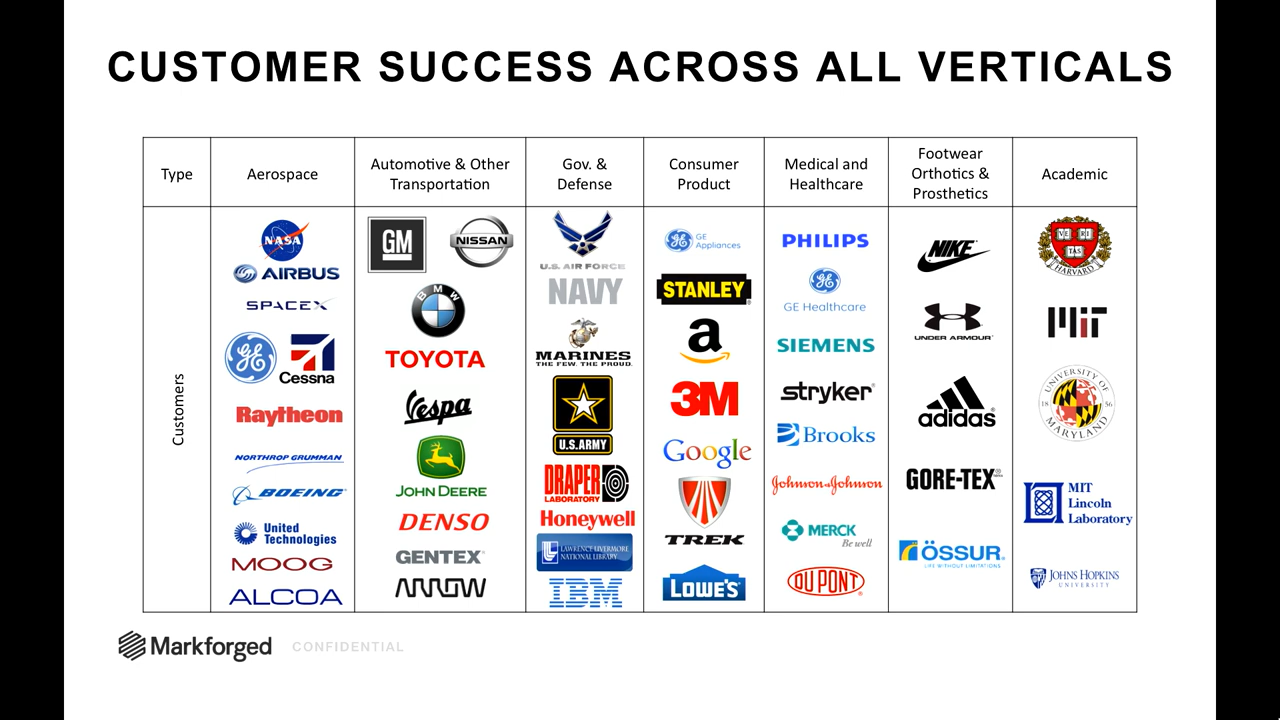 CUSTOMER SUCCESS ACROSS ALL VERTICALS
Type
Aerospace
Automotive & Other
Transportation
Gov. &
Defense
Consumer
Product
Medical and
Healthcare
Footwear
Orthotics &
Prosthetics
Academic
Customers
NASA
AIRBUS
SPACEX
GE
Cessna
Raytheon
NORTHROP GRUMMAN
BOEING
United
Technologies
MOOG
ALCOA
GM
NISSAN
BMW
TOYOTA
Vespa
JOHN DEERE
DENSO
GENTEX
ARROW
U.S. AIR FORCE
NAVY
MARINES
THE FEW. THE PROUD.
U.S.ARMY
DRAPER
LABORATORY
Honeywell
LAWRENCE LIVERMORE
NATIONAL LIBRARY
IBM
GE
GE
Appliances
STANLEY
a
3M
Google
TREK
LOWE'S
PHILIPS
GE
GE Healthcare
SIEMENS
stryker
Brooks
Johnson & Johnson
MERCK
Be well
DUPONT
NIKE
UNDER ARMOUR
adidas
GORE-TEX
ÖSSUR
LIFE WITHOUT LIMITATIONS
VE RI
TAS
HARVARD
MIT
UNIVERSITY OF
18 56
MARYLAND
MIT
Lincoln
Laboratory
JOHNS HOPKINS
UNIVERSITY
Markforged
CONFIDENTIAL